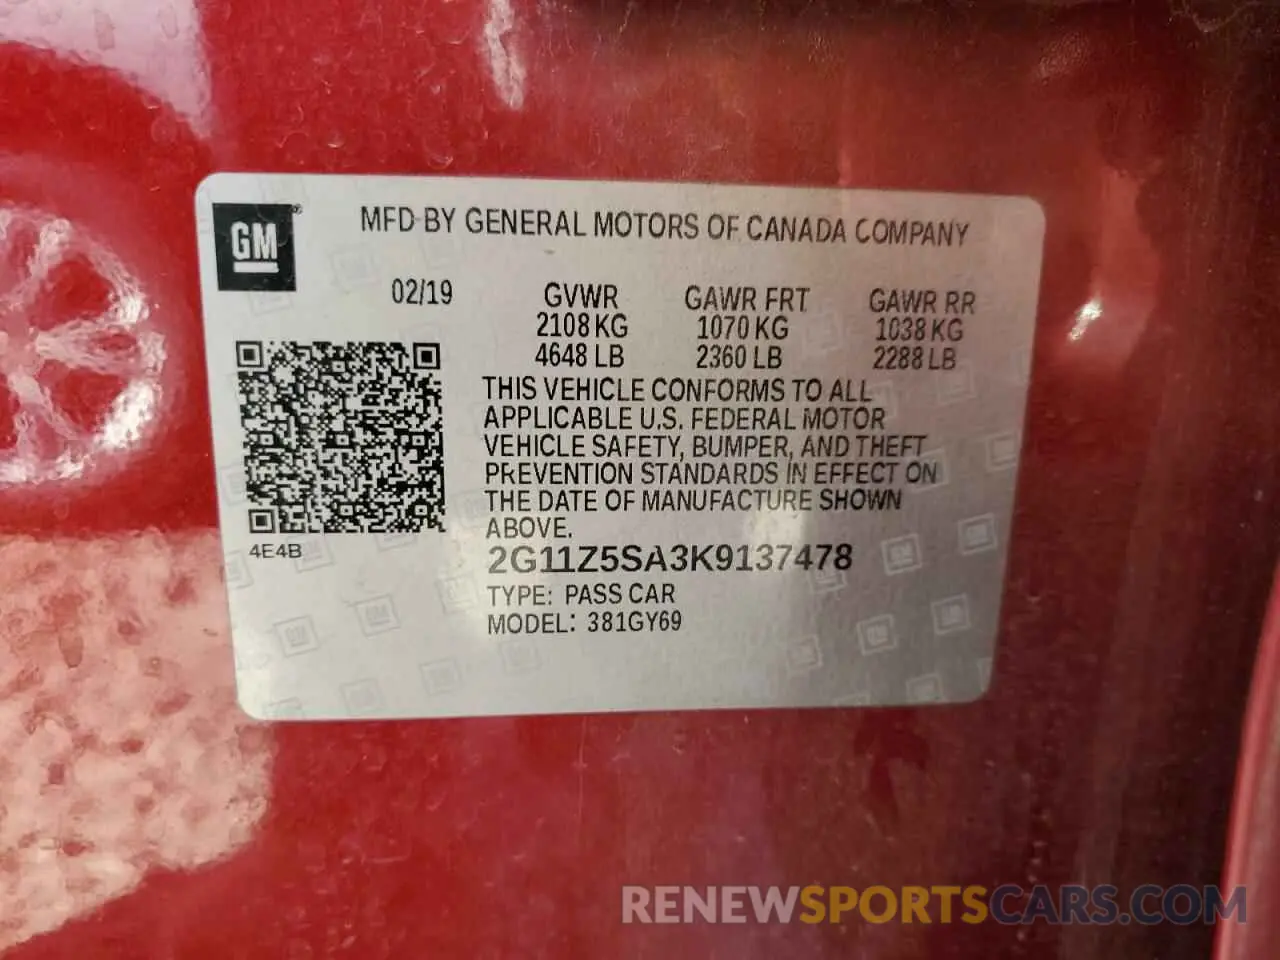 GM
MFD BY GENERAL MOTORS OF CANADA COMPANY
02/19
GVWR GAWR FRT GAWR RR
2108 KG 1070 KG 1038 KG
4648 LB 2360 LB 2288 LB
THIS VEHICLE CONFORMS TO ALL
APPLICABLE U.S. FEDERAL MOTOR
VEHICLE SAFETY, BUMPER, AND THEFT
PREVENTION STANDARDS IN EFFECT ON
THE DATE OF MANUFACTURE SHOWN
ABOVE.
4E4B
2G11Z5SA3K9137478
TYPE: PASS CAR
MODEL: 381GY69
RENEWSPORTSCARS.COM